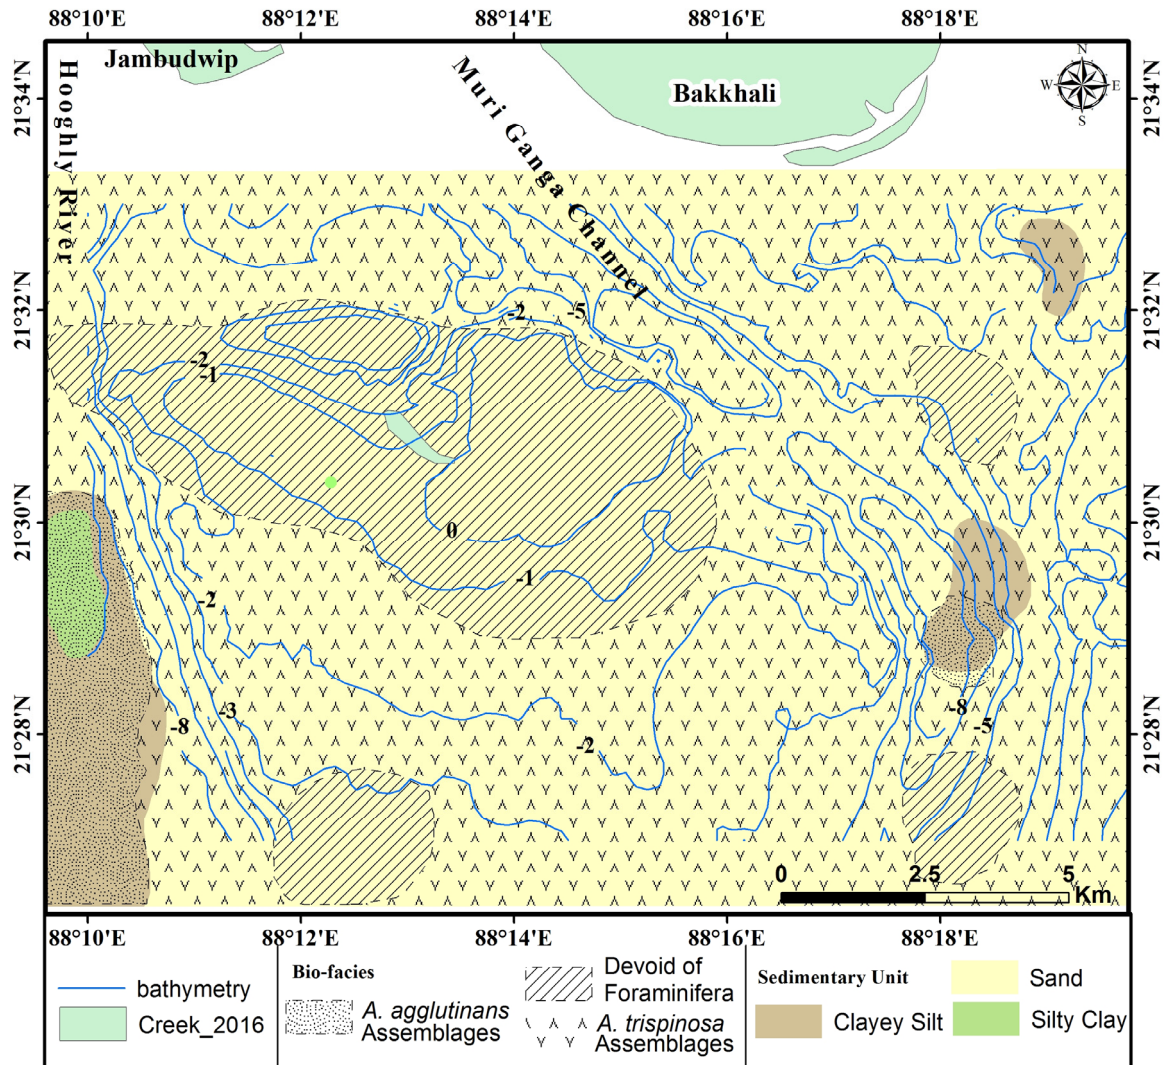 88°10'E 88°12'E 88°14'E 88°16'E 88°18'E
Jambudwip
Bakkhali
N
W E
S
21°34'N 21°34'N
Hooghly River
Muri Ganga Channel
21°32'N 21°32'N
-2
-5
-2
-1
21°30'N 21°30'N
0
-1
-2
-8
-3
-8
-5
21°28'N 21°28'N
-2
0 2.5 5
Km
88°10'E 88°12'E 88°14'E 88°16'E 88°18'E
bathymetry
Creek_2016
Bio-facies
A. agglutinans
Assemblages
Devoid of
Foraminifera
A. trispinosa
Assemblages
Sedimentary Unit
Clayey Silt
Sand
Silty Clay